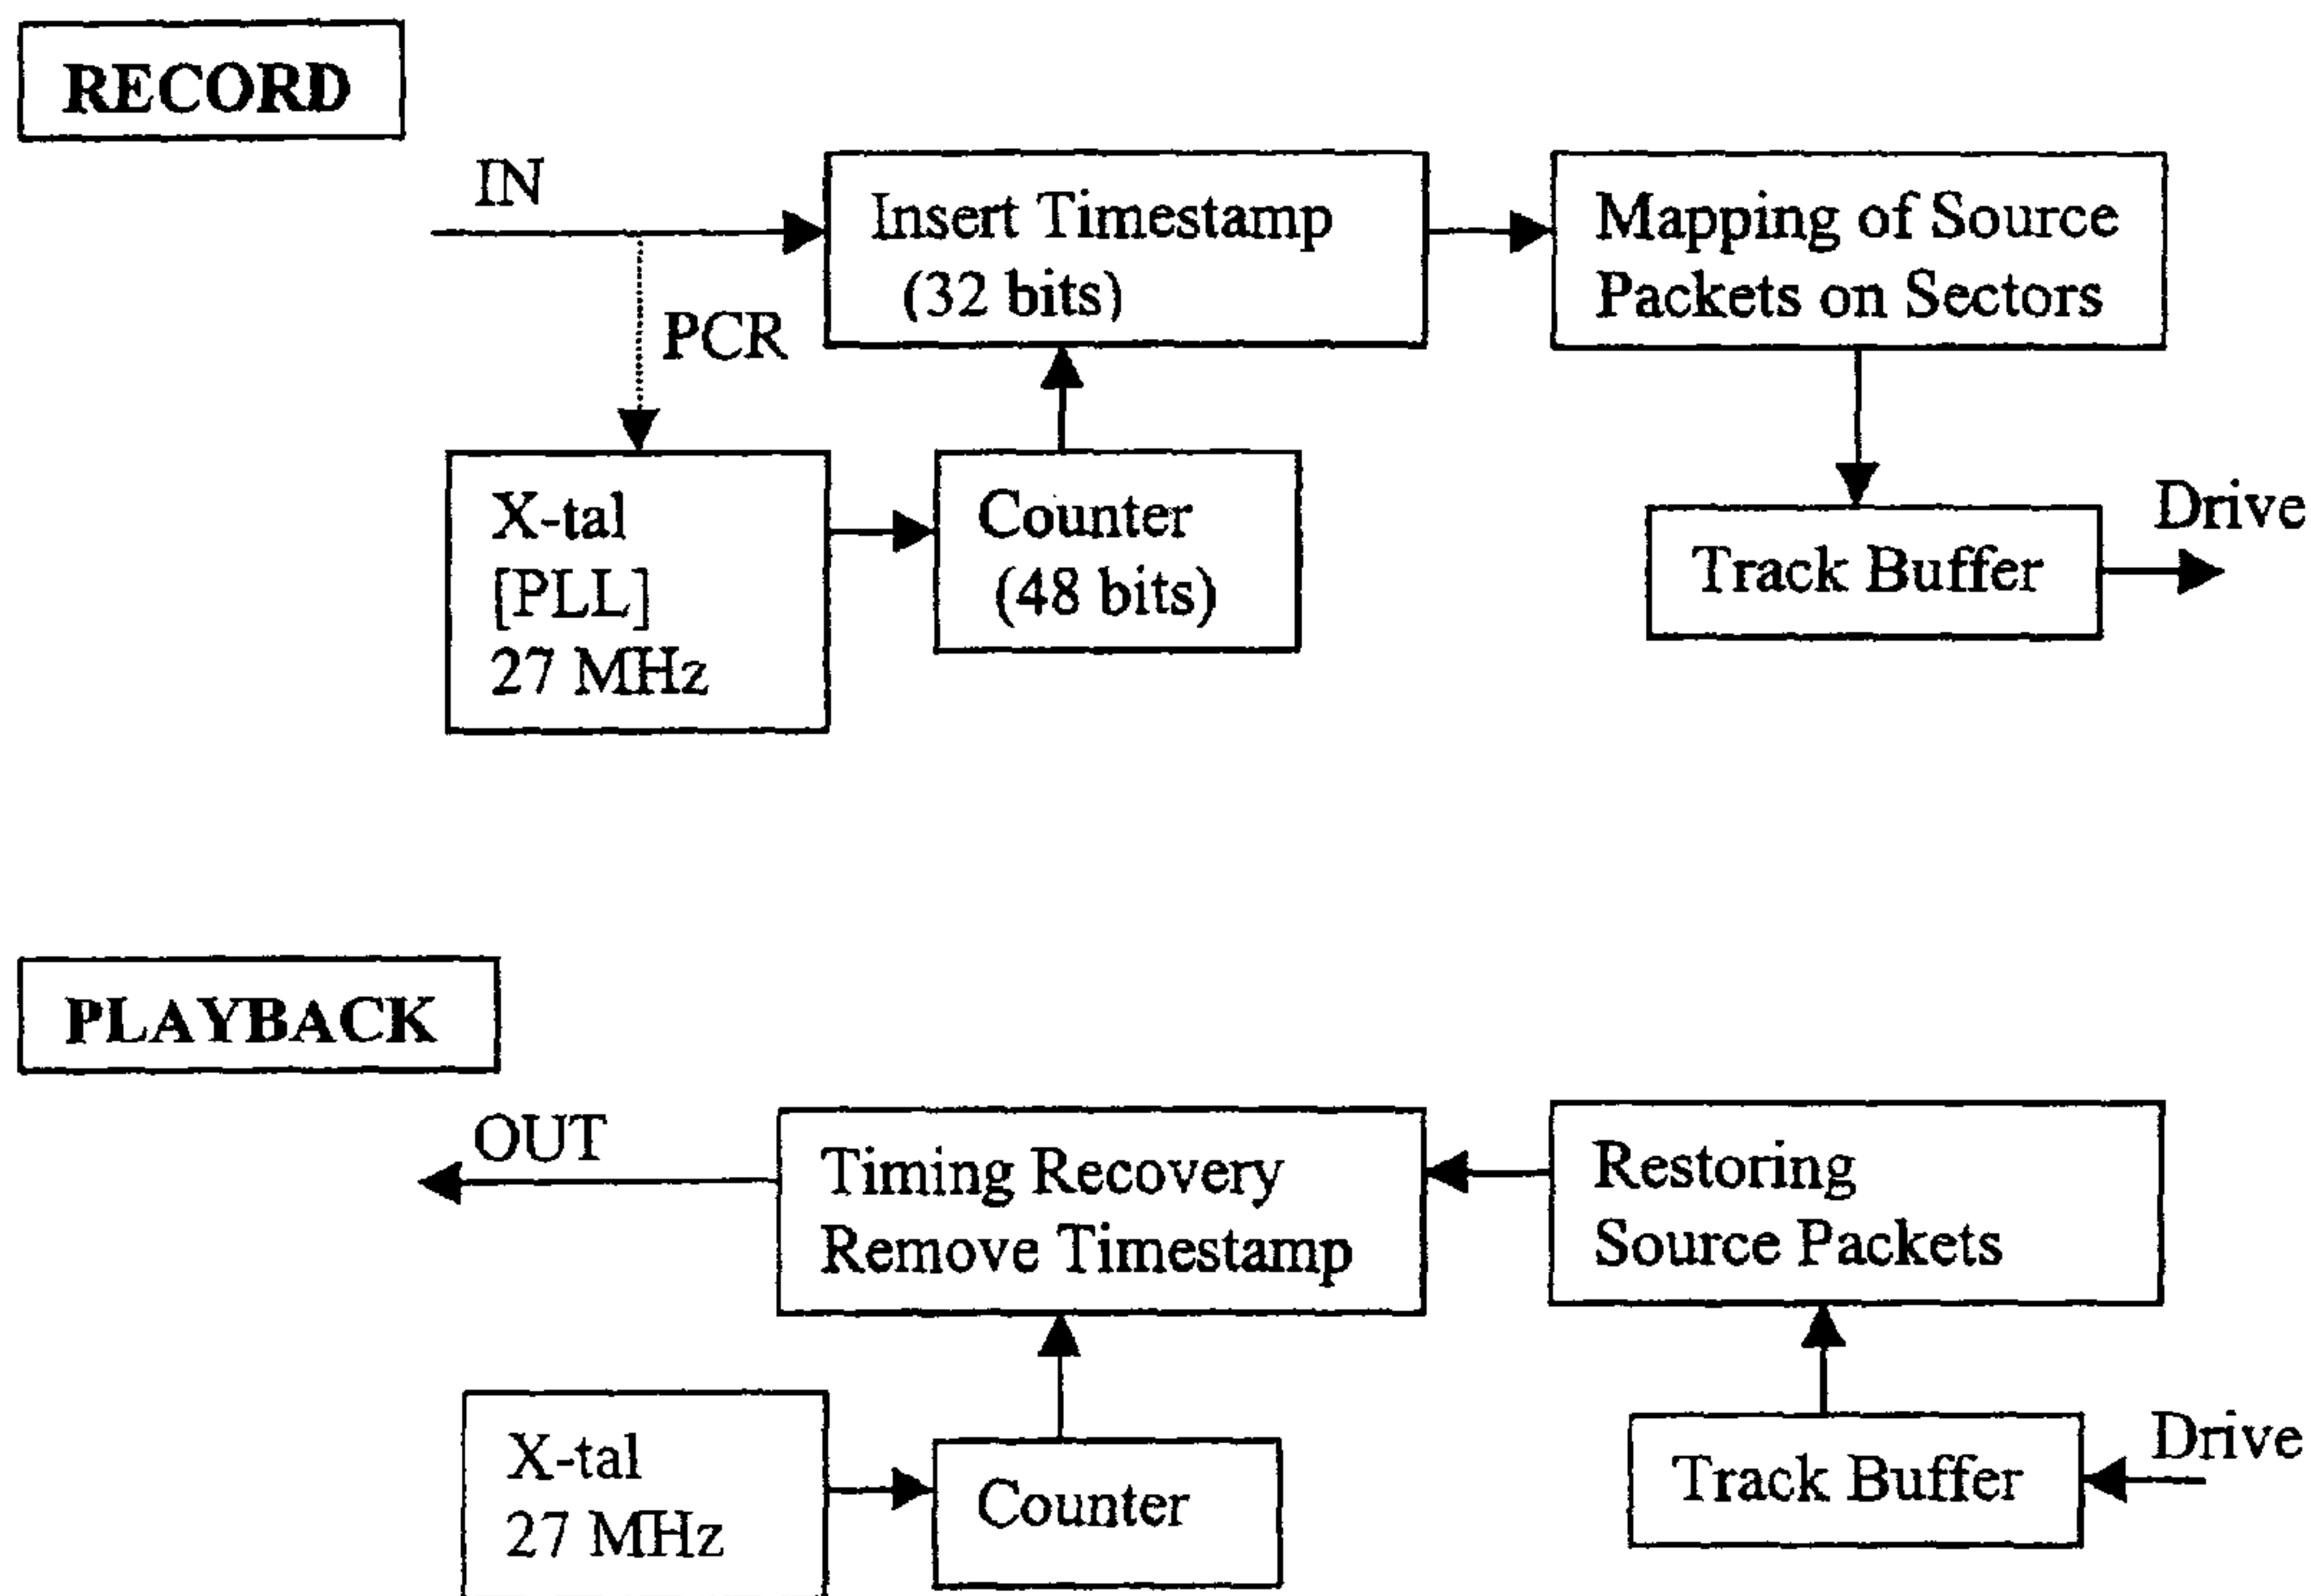 RECORD
IN
Insert Timestamp
(32 bits)
Mapping of Source
Packets on Sectors
PCR
X-tal
[PLL]
27 MHz
Counter
(48 bits)
Track Buffer
Drive
PLAYBACK
OUT
Timing Recovery
Remove Timestamp
Restoring
Source Packets
X-tal
27 MHz
Counter
Track Buffer
Drive